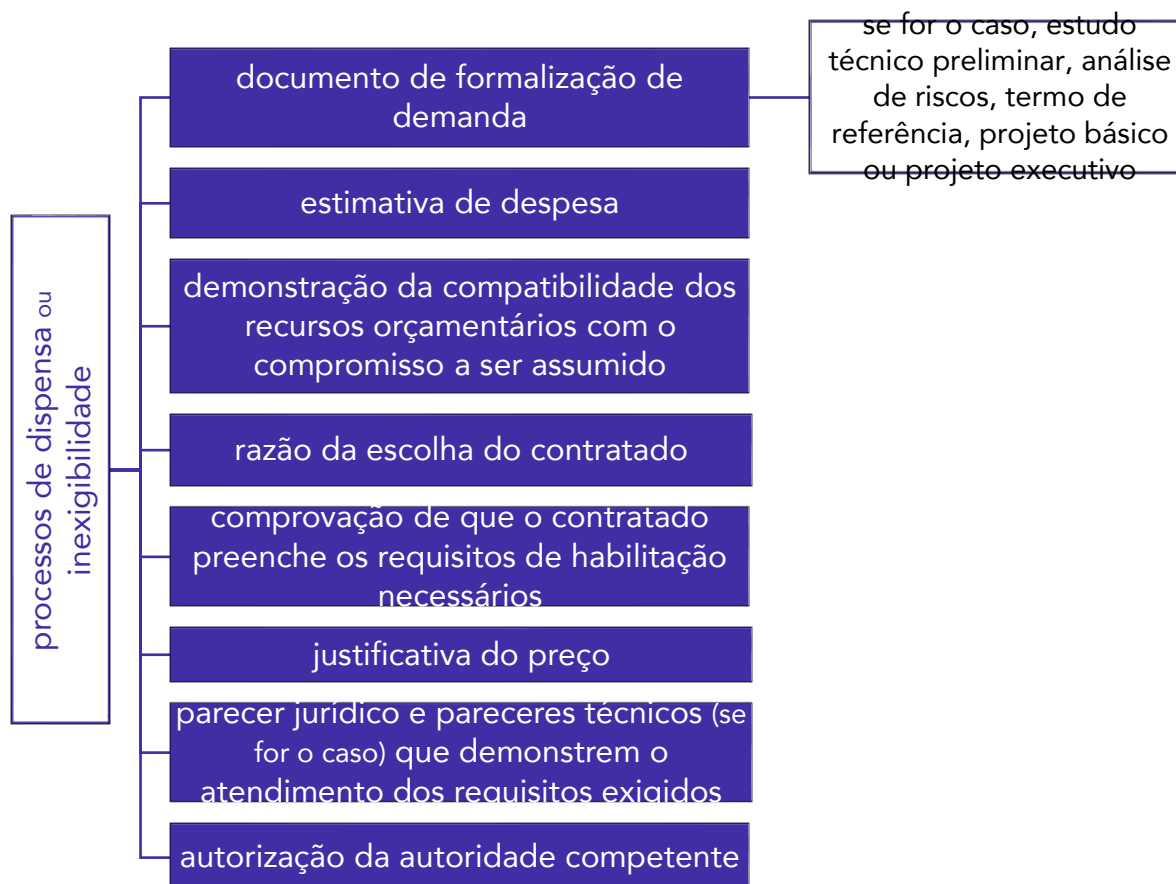 processos de dispensa ou
inexigibilidade
documento de formalização de
demanda
se for o caso, estudo
técnico preliminar, análise
de riscos, termo de
referência, projeto básico
ou projeto executivo
estimativa de despesa
demonstração da compatibilidade dos
recursos orçamentários com o
compromisso a ser assumido
razão da escolha do contratado
comprovação de que o contratado
preenche os requisitos de habilitação
necessários
justificativa do preço
parecer jurídico e pareceres técnicos (se
for o caso) que demonstrem o
atendimento dos requisitos exigidos
autorização da autoridade competente